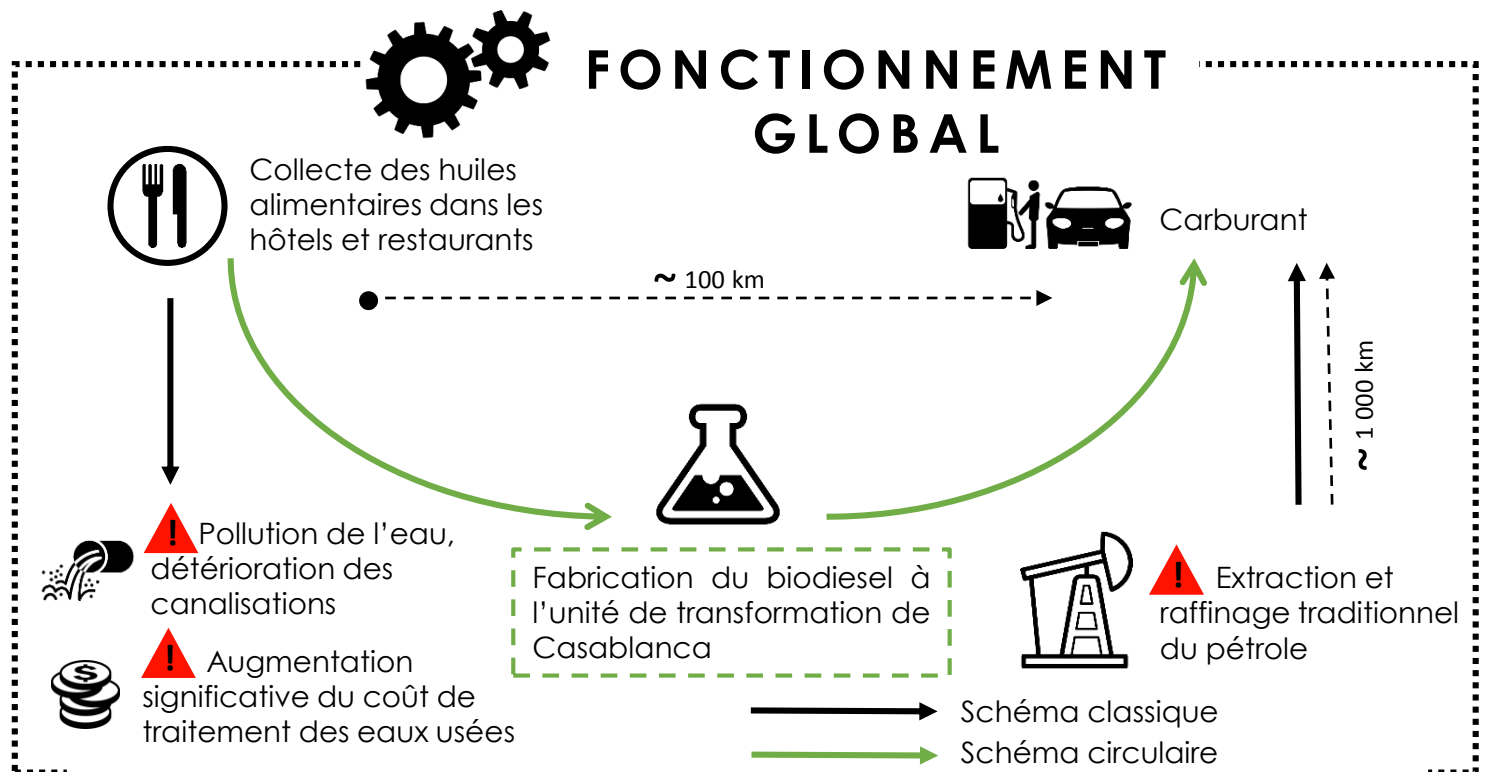 FONCTIONNEMENT
GLOBAL
Collecte des huiles
alimentaires dans les
hôtels et restaurants
Carburant
~ 100 km
~ 1 000 km
! Pollution de l’eau,
détérioration des
canalisations
! Augmentation
significative du coût de
traitement des eaux usées
$
Fabrication du biodiesel à
l’unité de transformation de
Casablanca
! Extraction et
raffinage traditionnel
du pétrole
Schéma classique
Schéma circulaire